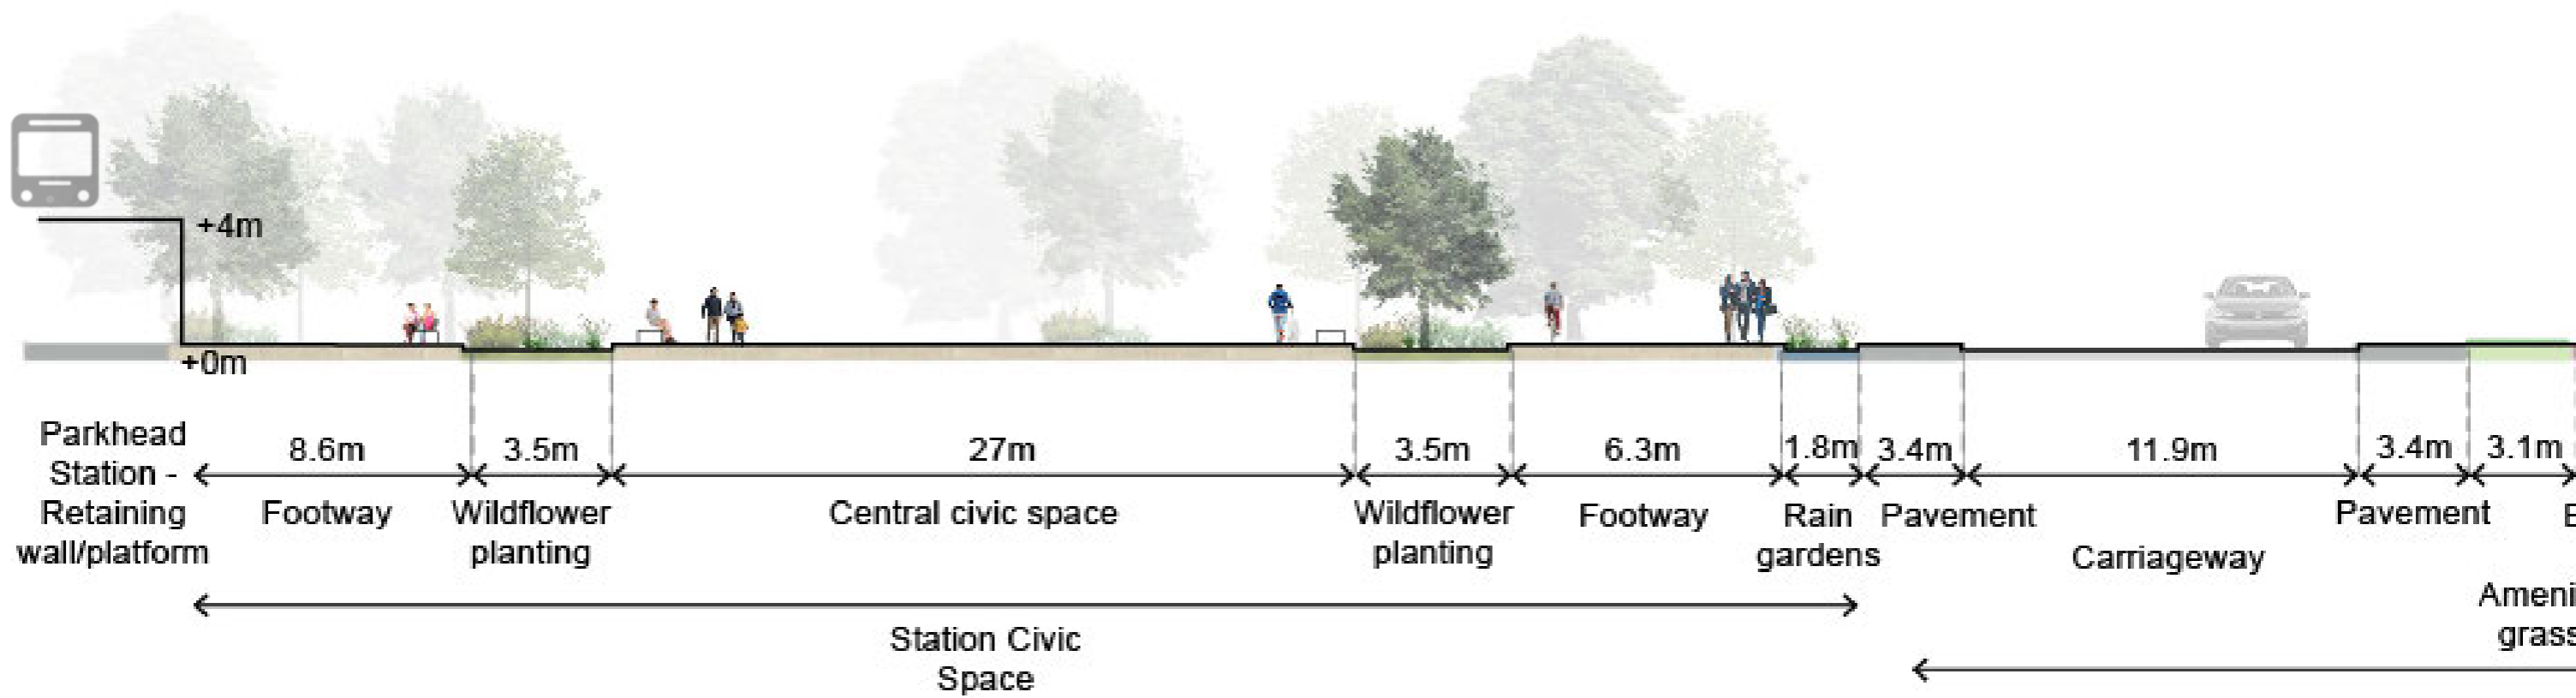 +4m
+0m
Parkhead
Station -
Retaining
wall/platform
8.6m
Footway
3.5m
Wildflower
planting
27m
Central civic space
3.5m
Wildflower
planting
6.3m
Footway
1.8m
Rain
gardens
3.4m
Pavement
11.9m
Carriageway
3.4m
Pavement
3.1m
Station Civic
Space